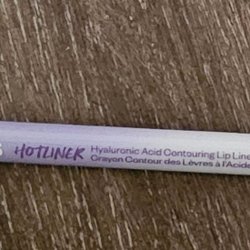 HOTLINER Hyaluronic Acid Contouring Lip Line
Crayon Contour des Lèvres à l'Acide